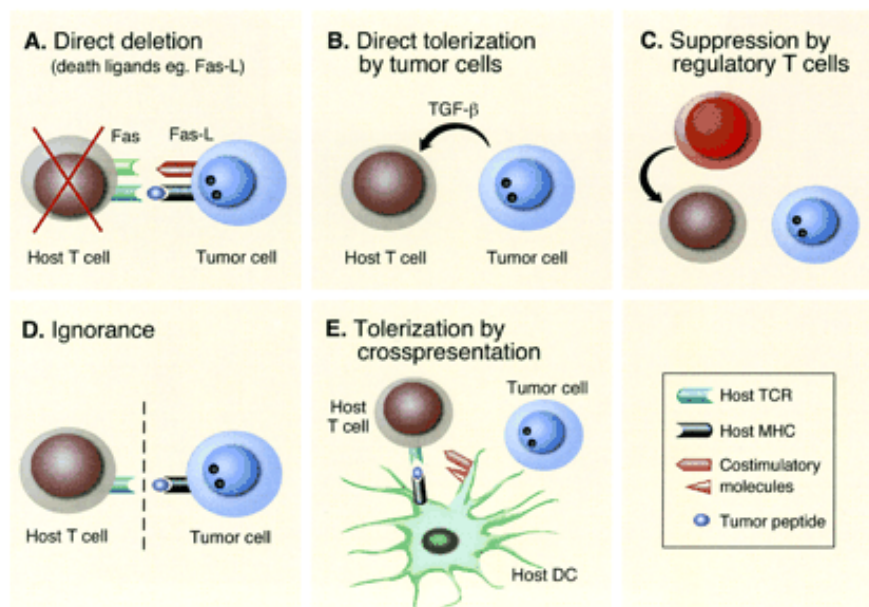 A. Direct deletion
(death ligands eg. Fas-L)
Fas
Fas-L
Host T cell
Tumor cell
B. Direct tolerization
by tumor cells
TGF-β
Host T cell
Tumor cell
C. Suppression by
regulatory T cells
D. Ignorance
Host T cell
Tumor cell
E. Tolerization by
crosspresentation
Tumor cell
Host
T cell
Host DC
Host TCR
Host MHC
Costimulatory
molecules
Tumor peptide